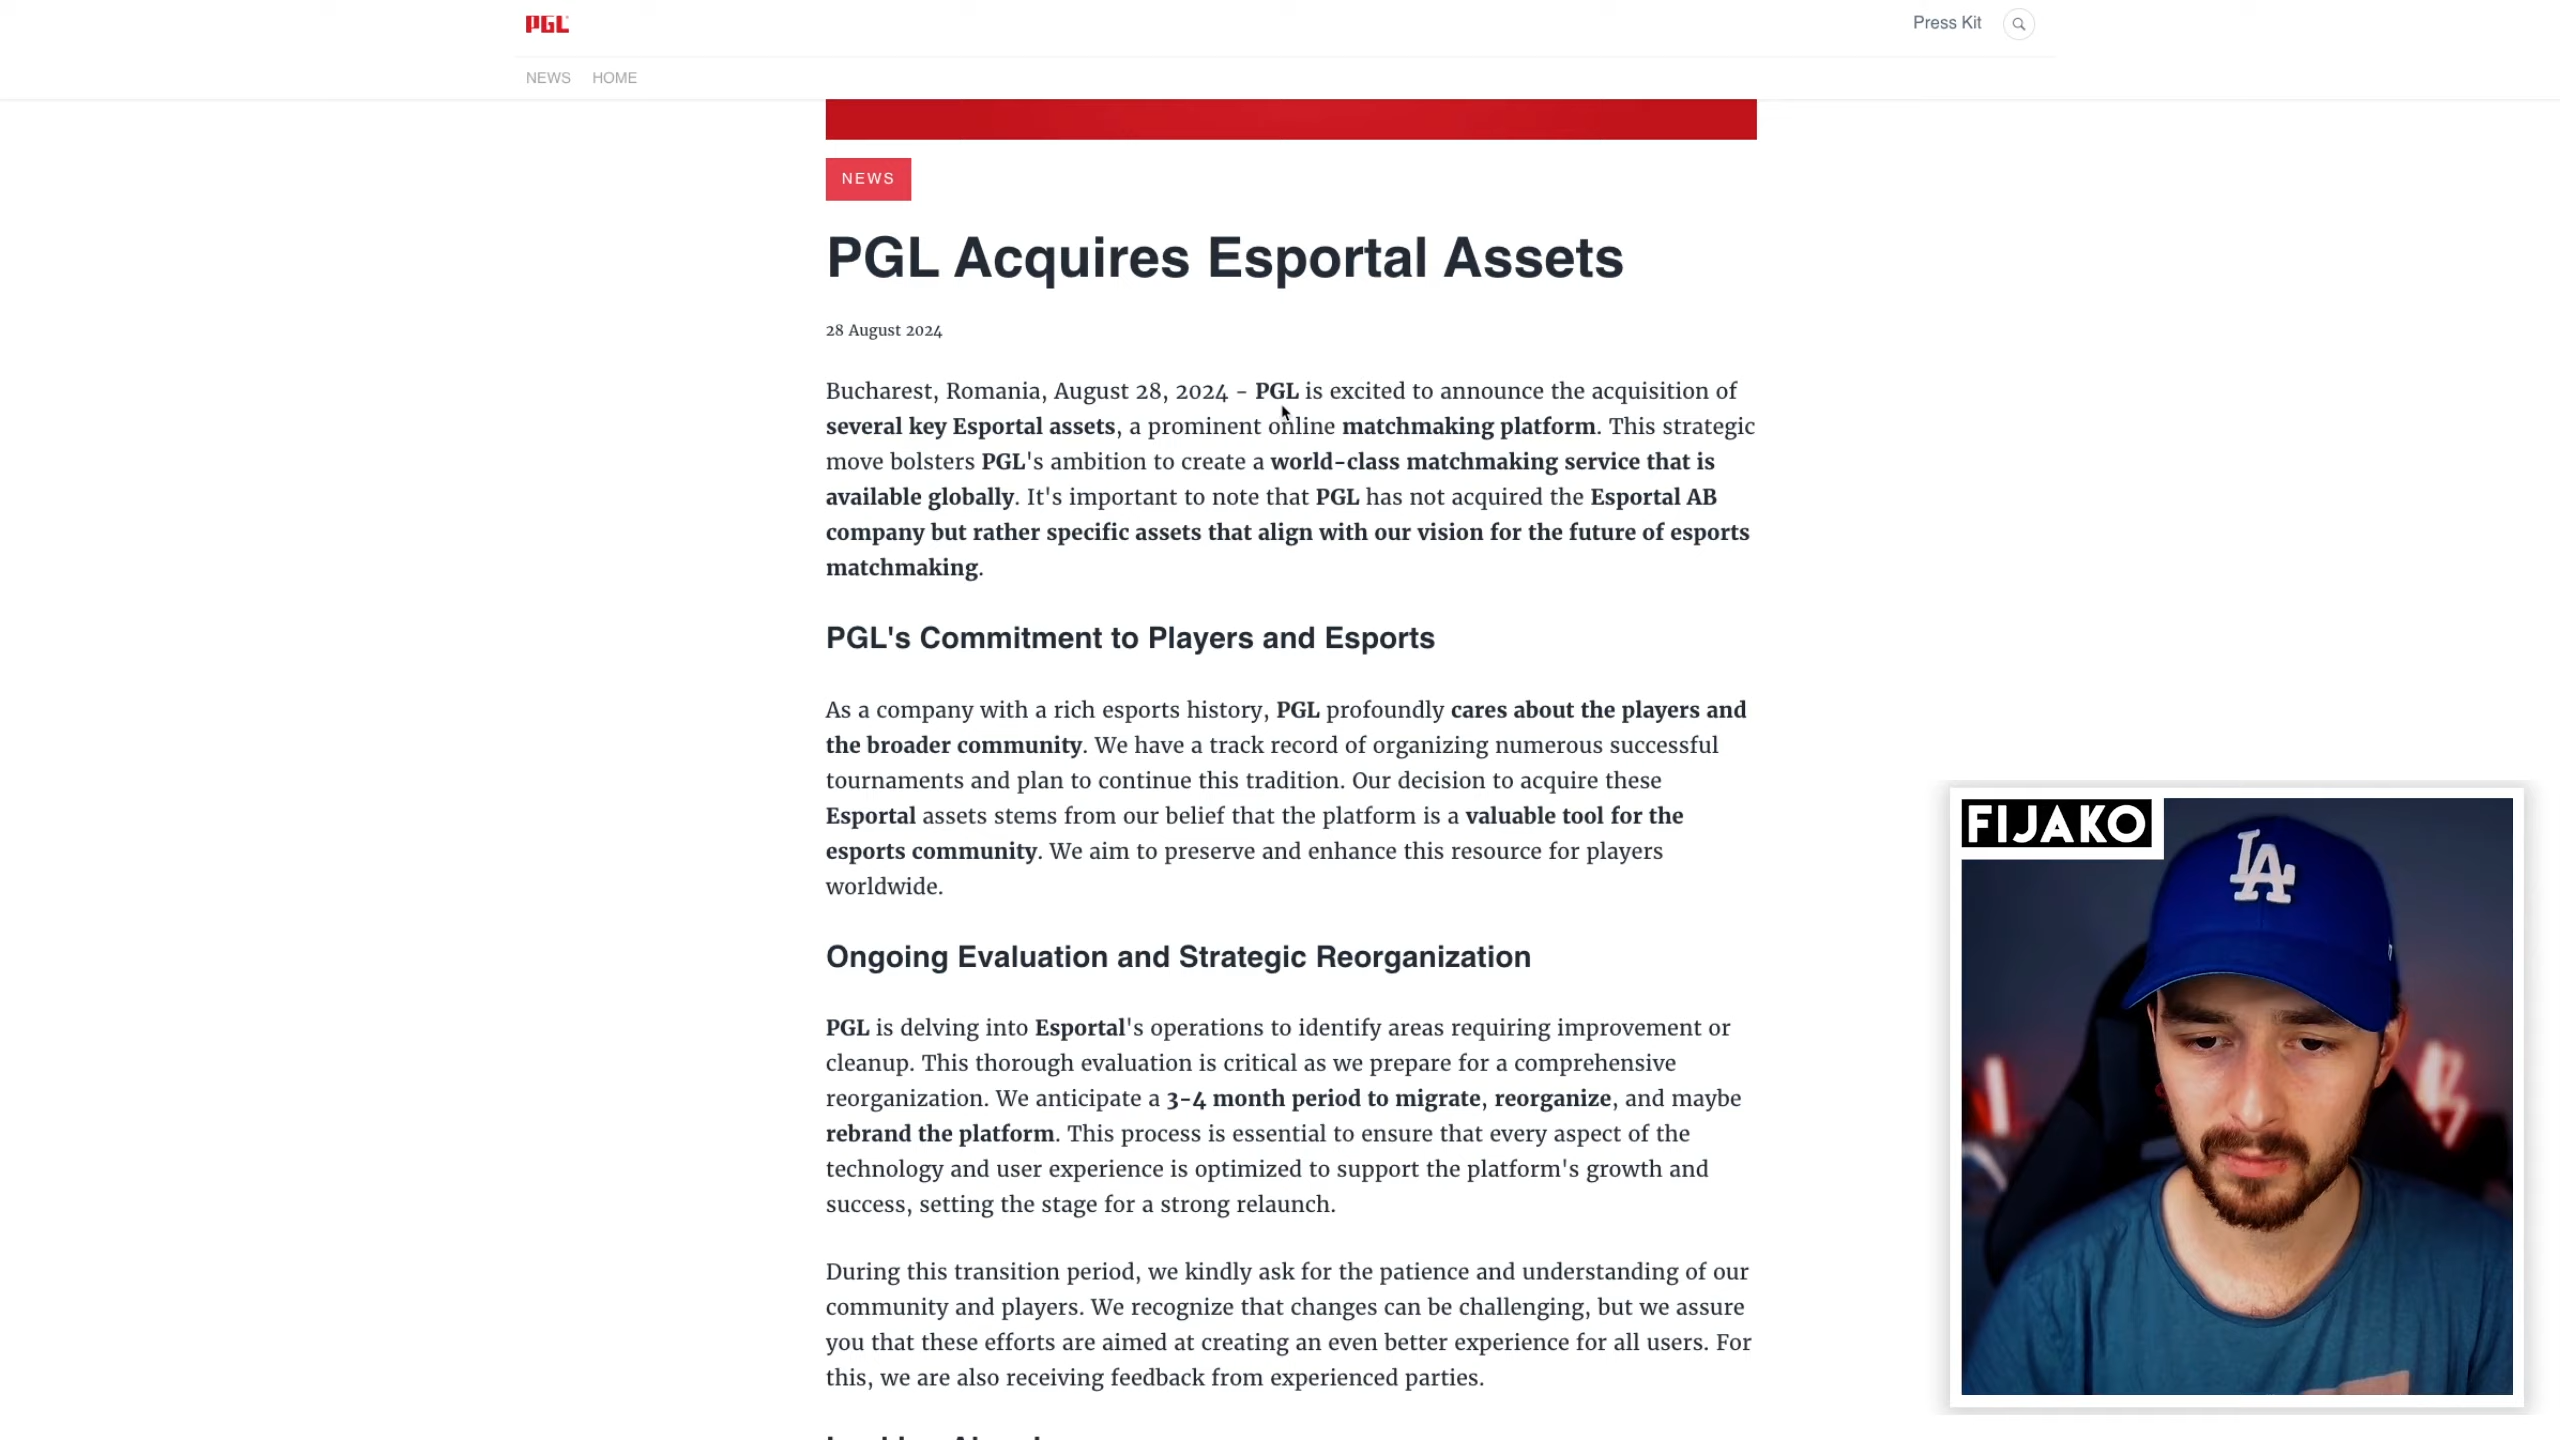 PGL
Press Kit
NEWS HOME
NEWS
PGL Acquires Esportal Assets
28 August 2024
Bucharest, Romania, August 28, 2024 - PGL is excited to announce the acquisition of
several key Esportal assets, a prominent online matchmaking platform. This strategic
move bolsters PGL's ambition to create a world-class matchmaking service that is
available globally. It's important to note that PGL has not acquired the Esportal AB
company but rather specific assets that align with our vision for the future of esports
matchmaking.
PGL's Commitment to Players and Esports
As a company with a rich esports history, PGL profoundly cares about the players and
the broader community. We have a track record of organizing numerous successful
tournaments and plan to continue this tradition. Our decision to acquire these
Esportal assets stems from our belief that the platform is a valuable tool for the
esports community. We aim to preserve and enhance this resource for players
worldwide.
Ongoing Evaluation and Strategic Reorganization
PGL is delving into Esportal's operations to identify areas requiring improvement or
cleanup. This thorough evaluation is critical as we prepare for a comprehensive
reorganization. We anticipate a 3-4 month period to migrate, reorganize, and maybe
rebrand the platform. This process is essential to ensure that every aspect of the
technology and user experience is optimized to support the platform's growth and
success, setting the stage for a strong relaunch.
During this transition period, we kindly ask for the patience and understanding of our
community and players. We recognize that changes can be challenging, but we assure
you that these efforts are aimed at creating an even better experience for all users. For
this, we are also receiving feedback from experienced parties.
FIJAKO
LA